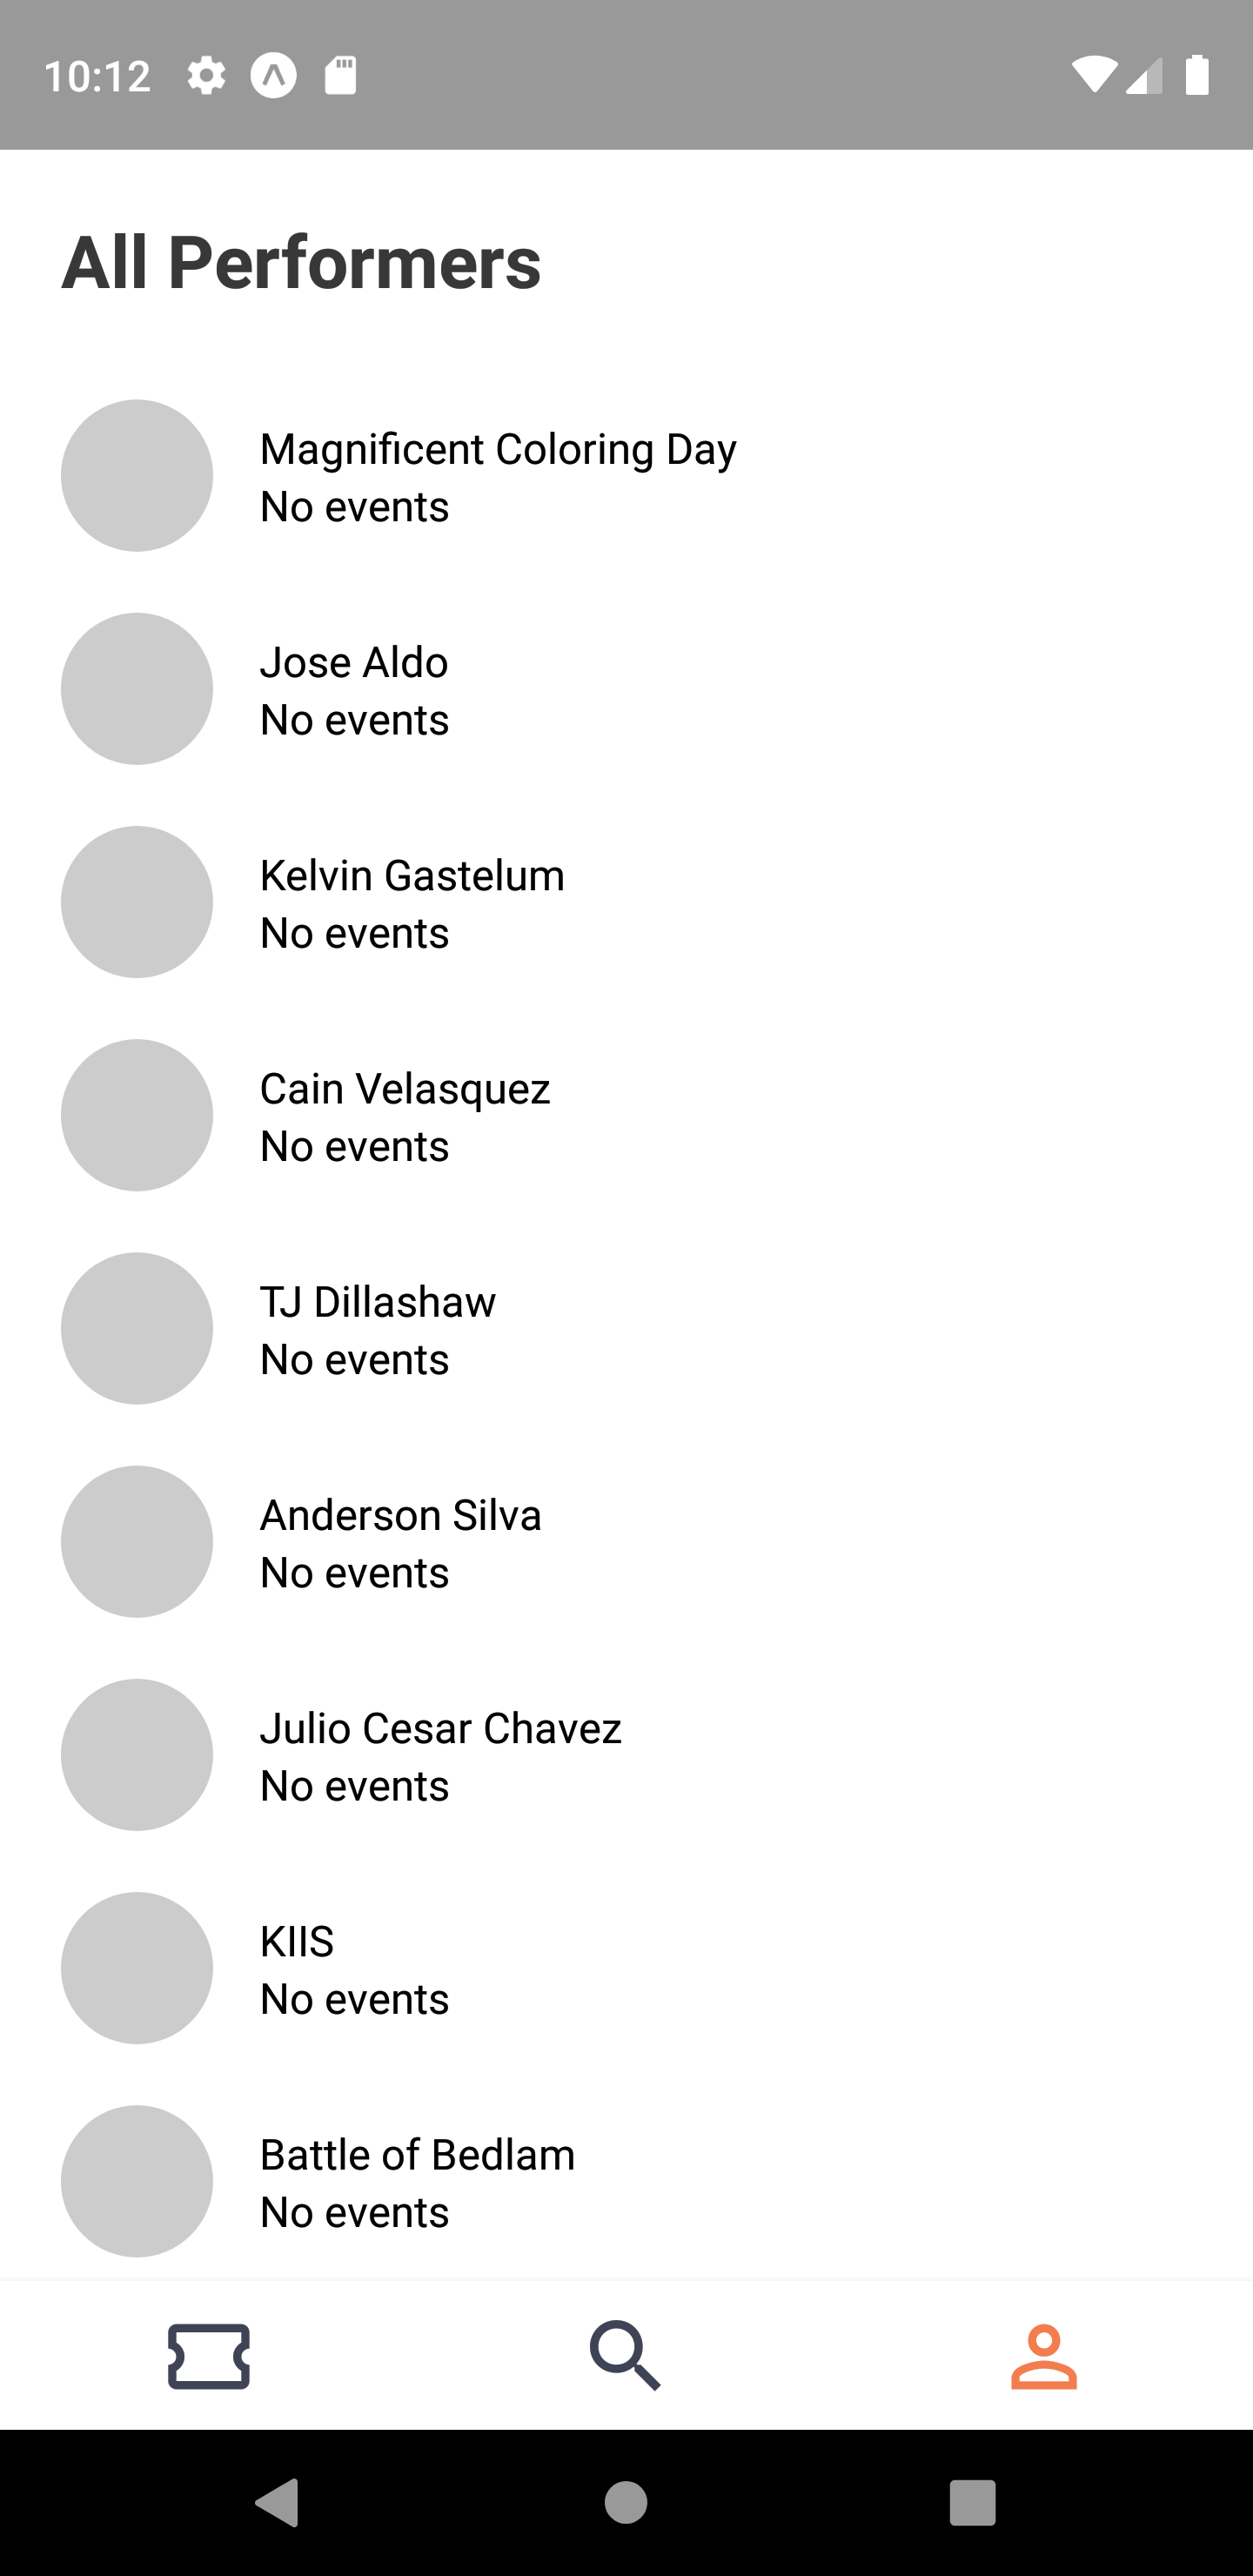 10:12
All Performers
Magnificent Coloring Day
No events
Jose Aldo
No events
Kelvin Gastelum
No events
Cain Velasquez
No events
TJ Dillashaw
No events
Anderson Silva
No events
Julio Cesar Chavez
No events
KIIS
No events
Battle of Bedlam
No events